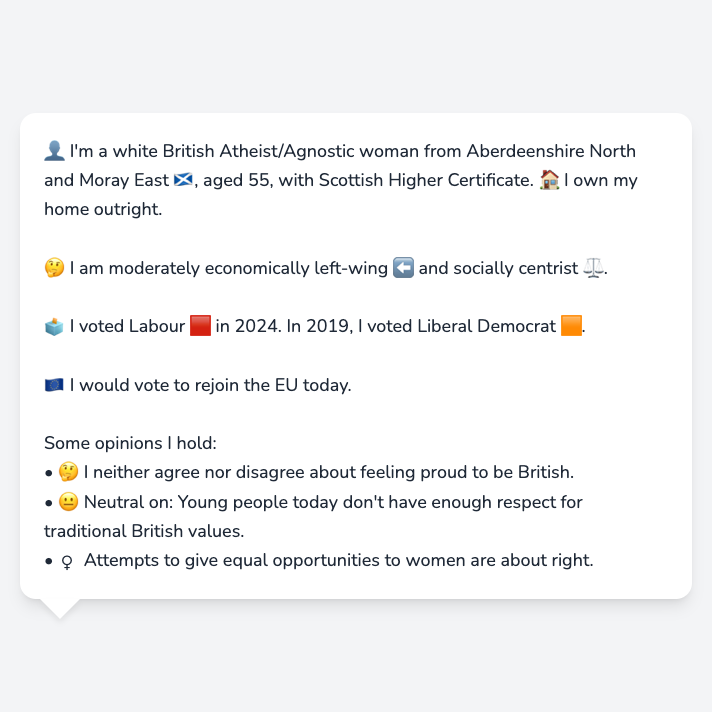 👤 I'm a white British Atheist/Agnostic woman from Aberdeenshire North
and Moray East 🏴󠁧󠁢󠁳󠁣󠁴󠁿, aged 55, with Scottish Higher Certificate. 🏠 I own my
home outright.
🤔 I am moderately economically left-wing ⬅️ and socially centrist ⚖️.
🗳️ I voted Labour 🟥 in 2024. In 2019, I voted Liberal Democrat 🟧.
🇪🇺 I would vote to rejoin the EU today.
Some opinions I hold:
• 🤔 I neither agree nor disagree about feeling proud to be British.
• 😐 Neutral on: Young people today don't have enough respect for
traditional British values.
• ♀ Attempts to give equal opportunities to women are about right.